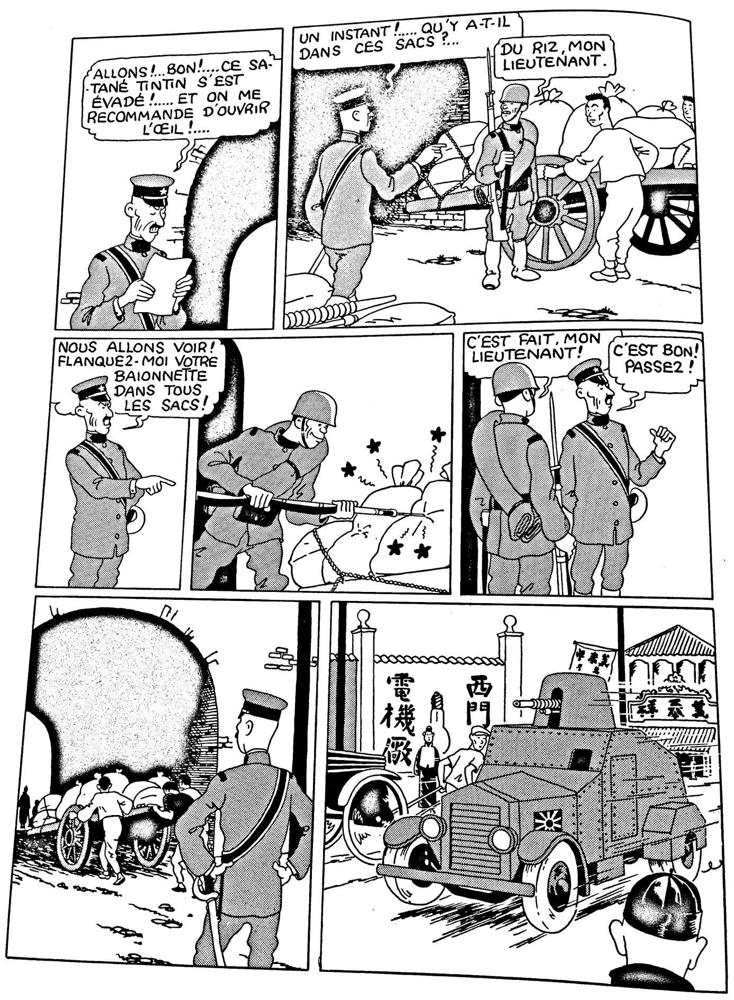 ALLONS!...BON!....CE SA-
-TANÉ TINTIN S'EST
ÉVADÉ!..... ET ON ME
RECOMMANDE D'OUVRIR
L'ŒIL!....
UN INSTANT!..... QU'Y A-T-IL
DANS CES SACS?...
DU RIZ, MON
LIEUTENANT.
NOUS ALLONS VOIR!
FLANQUEZ-MOI VOTRE
BAIONNETTE
DANS TOUS
LES SACS!
C'EST FAIT, MON
LIEUTENANT!
C'EST BON!
PASSEZ!
電機廠
西門